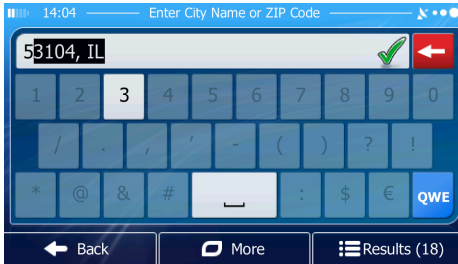 14:04 Enter City Name or ZIP Code
53104, IL
1 2 3 4 5 6 7 8 9 0
/ . , ' - ( ) ? !
* @ & # : $ € QWE
Back More Results (18)